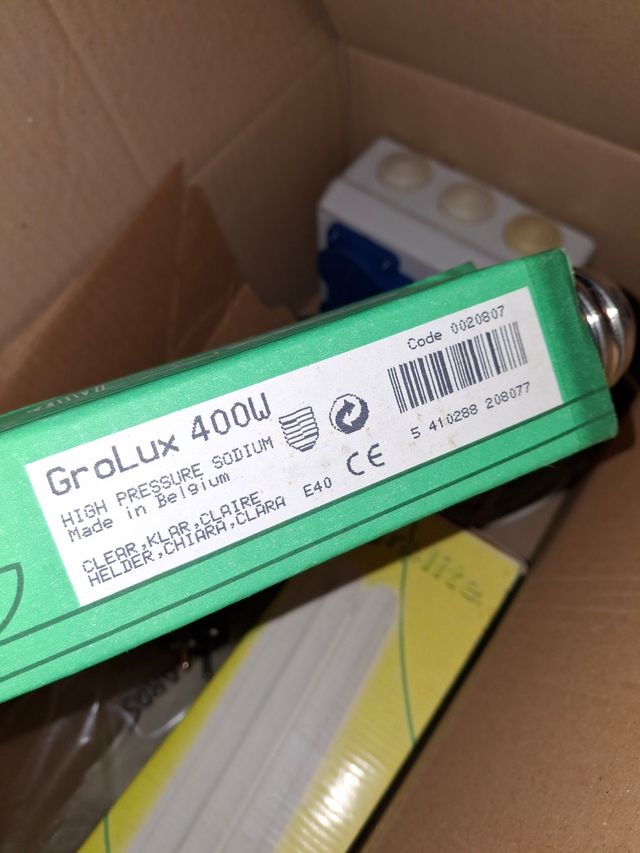 Code 0020807
GroLux 400W
5 410288 208077
HIGH PRESSURE SODIUM
Made in Belgium
E40 CE
CLEAR,KLAR,CLAIRE
HELDER,CHIARA,CLARA